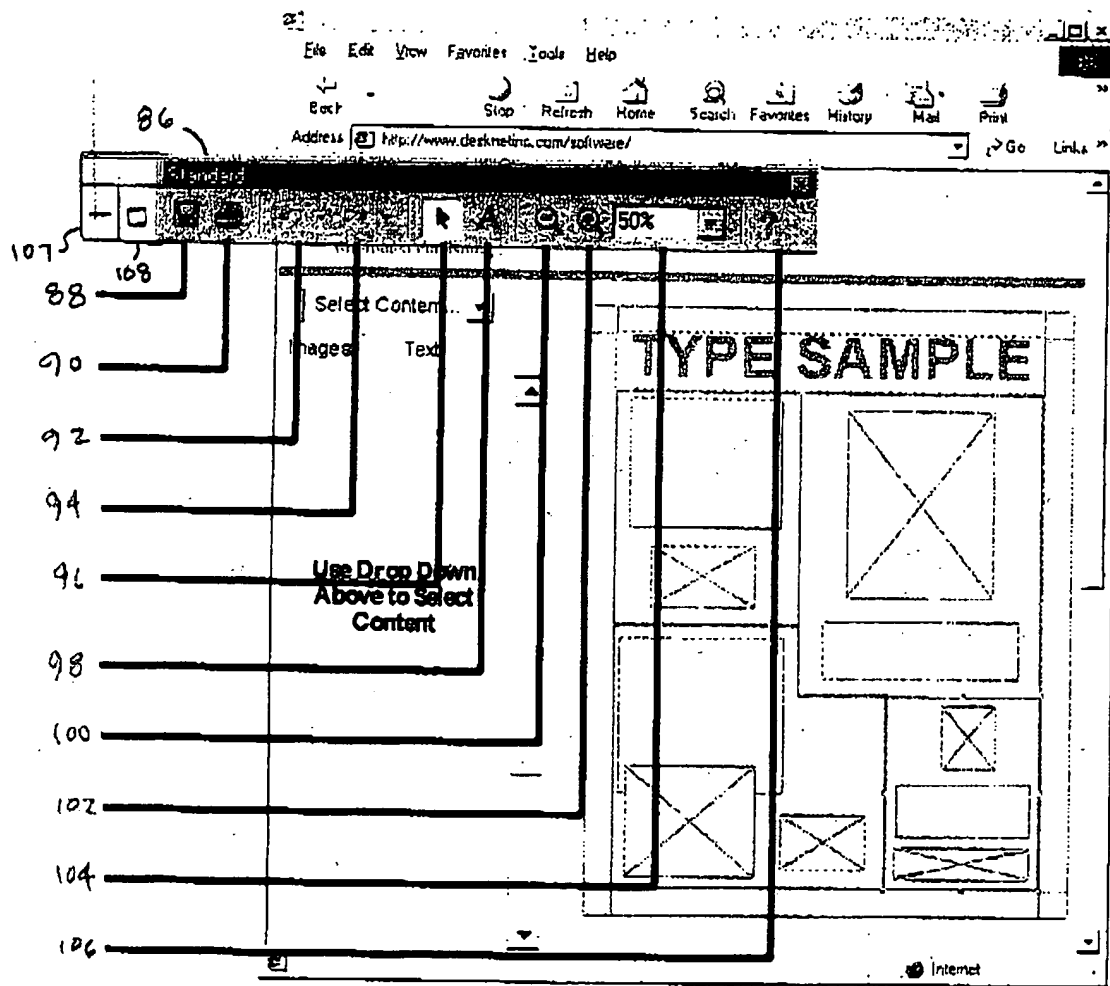 File Edit View Favorites Tools Help
Back Stop Refresh Home Search Favorites History Mail Print
86
Address http://www.desknetinc.com/software/ Go Links
Standard
A 50% ?
107
108
88
Select Content...
90
Images Text
TYPE SAMPLE
92
94
96
Use Drop Down
Above to Select
Content
98
100
102
104
106
Internet